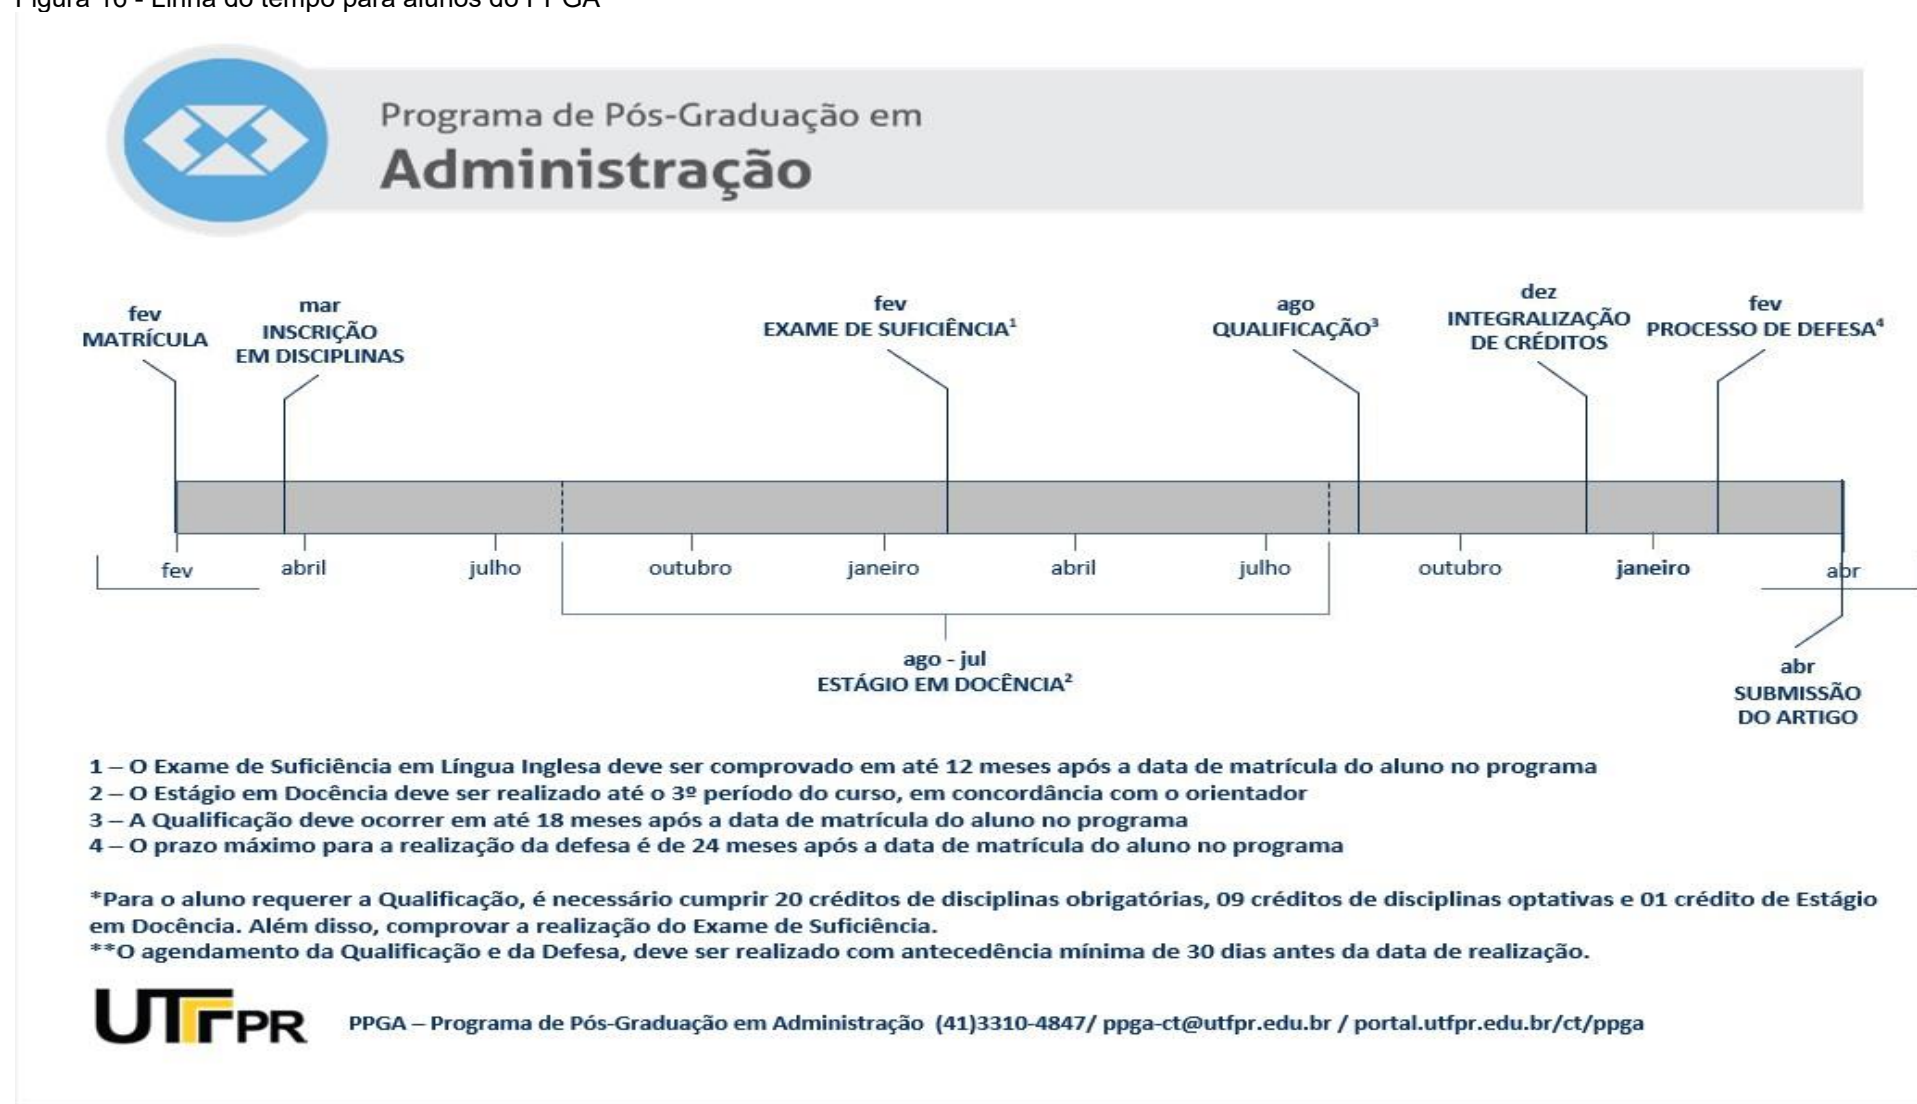 Figura 10 - Linha do tempo para alunos do PPGA
Programa de Pós-Graduação em
Administração
fev
MATRÍCULA
mar
INSCRIÇÃO
EM DISCIPLINAS
fev
EXAME DE SUFICIÊNCIA¹
ago
QUALIFICAÇÃO³
dez
INTEGRALIZAÇÃO
DE CRÉDITOS
fev
PROCESSO DE DEFESA⁴
fev
abril
julho
outubro
janeiro
abril
julho
outubro
janeiro
abr
ago - jul
ESTÁGIO EM DOCÊNCIA²
abr
SUBMISSÃO
DO ARTIGO
1 – O Exame de Suficiência em Língua Inglesa deve ser comprovado em até 12 meses após a data de matrícula do aluno no programa
2 – O Estágio em Docência deve ser realizado até o 3º período do curso, em concordância com o orientador
3 – A Qualificação deve ocorrer em até 18 meses após a data de matrícula do aluno no programa
4 – O prazo máximo para a realização da defesa é de 24 meses após a data de matrícula do aluno no programa
*Para o aluno requerer a Qualificação, é necessário cumprir 20 créditos de disciplinas obrigatórias, 09 créditos de disciplinas optativas e 01 crédito de Estágio
em Docência. Além disso, comprovar a realização do Exame de Suficiência.
**O agendamento da Qualificação e da Defesa, deve ser realizado com antecedência mínima de 30 dias antes da data de realização.
UTFPR
PPGA – Programa de Pós-Graduação em Administração (41)3310-4847/ ppga-ct@utfpr.edu.br / portal.utfpr.edu.br/ct/ppga